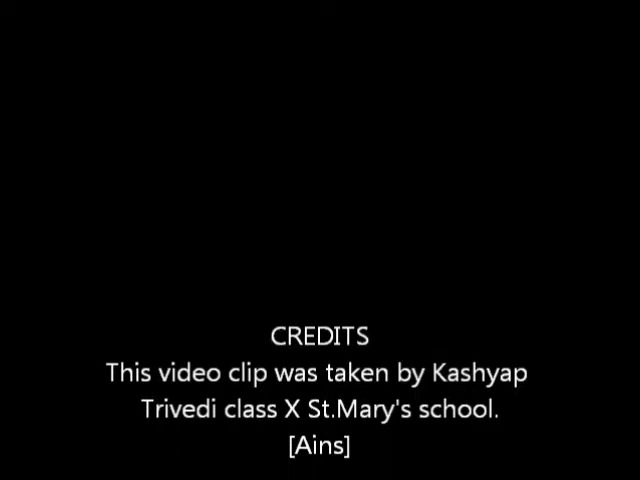 CREDITS
This video clip was taken by Kashyap
Trivedi class X St.Mary's school.
[Ains]